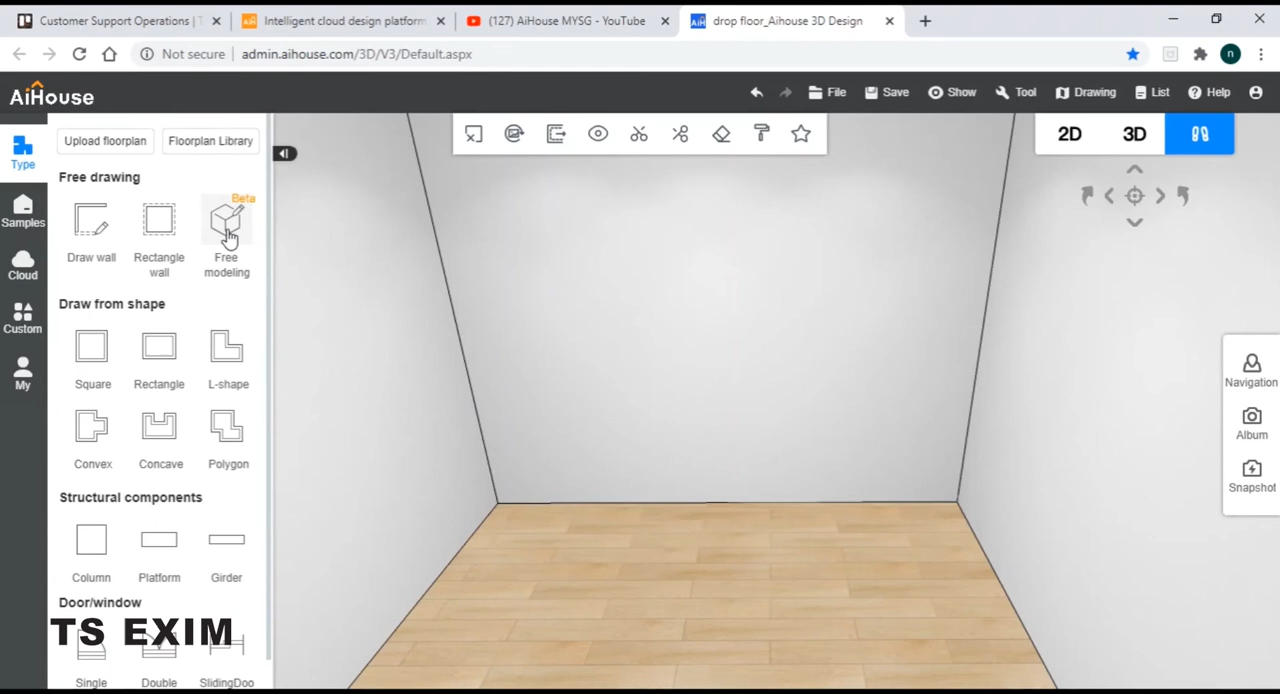 Customer Support Operations | T
Intelligent cloud design platform
(127) AiHouse MYSG - YouTube
drop floor_Aihouse 3D Design
Not secure
admin.aihouse.com/3D/V3/Default.aspx
n
AiHouse
File
Save
Show
Tool
Drawing
List
Help
Type
Samples
Cloud
Custom
My
Upload floorplan
Floorplan Library
2D
3D
Free drawing
Beta
Draw wall
Rectangle wall
Free modeling
Draw from shape
Square
Rectangle
L-shape
Convex
Concave
Polygon
Structural components
Column
Platform
Girder
Door/window
TS EXIM
Single
Double
SlidingDoo
Navigation
Album
Snapshot